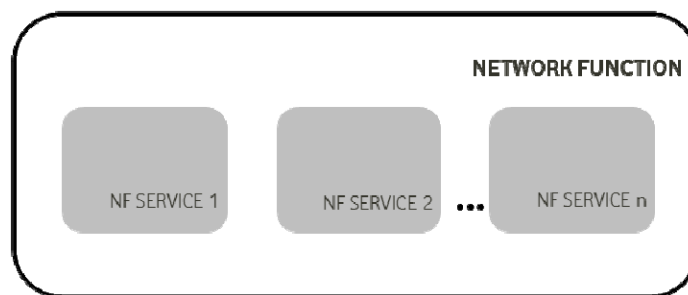 NETWORK FUNCTION
NF SERVICE 1
NF SERVICE 2
...
NF SERVICE n